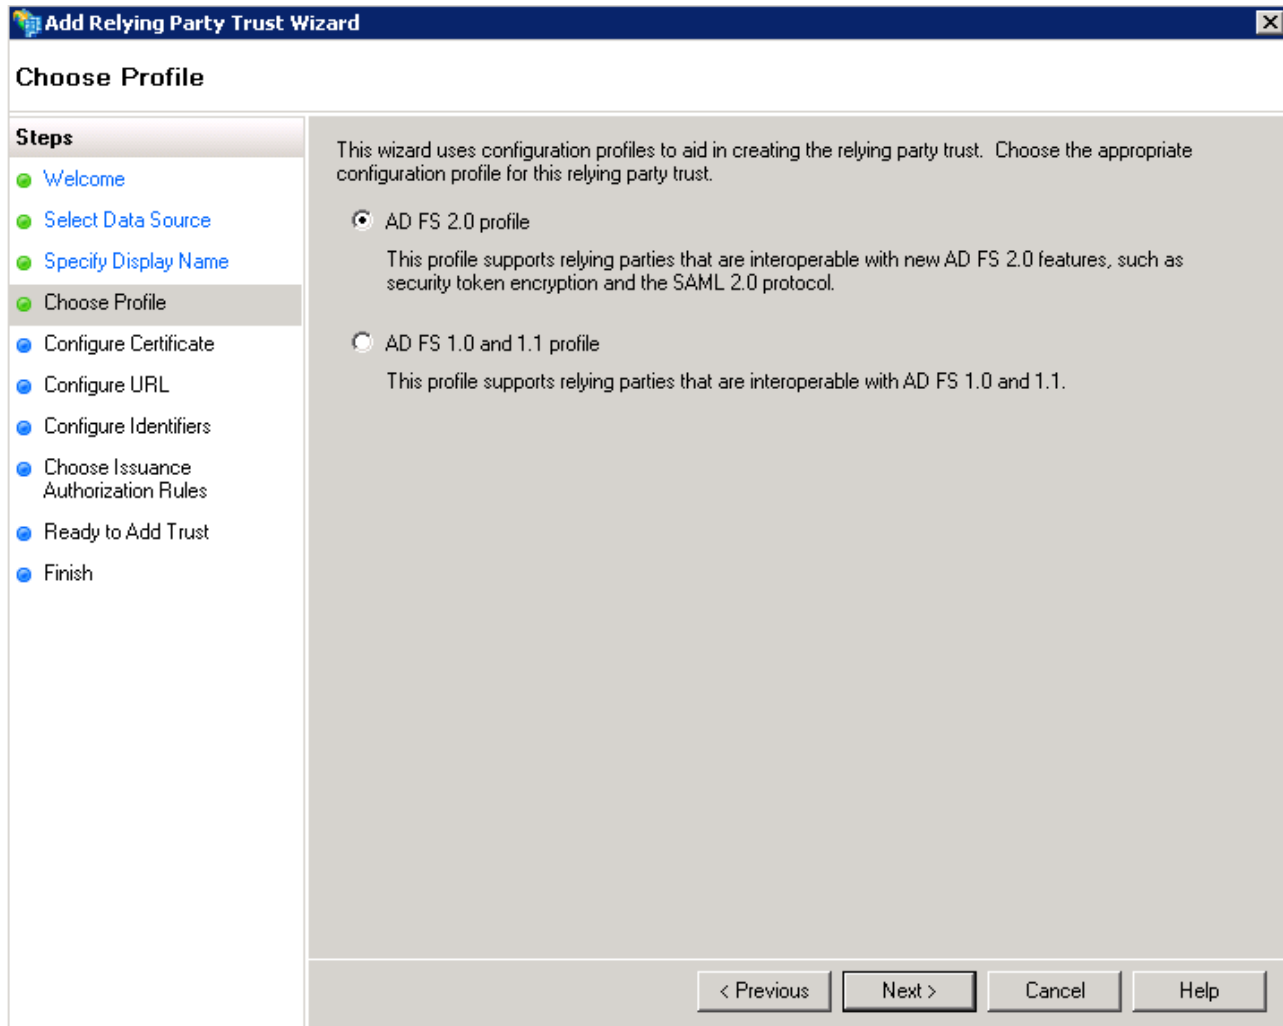 Add Relying Party Trust Wizard
Choose Profile
Steps
Welcome
Select Data Source
Specify Display Name
Choose Profile
Configure Certificate
Configure URL
Configure Identifiers
Choose Issuance
Authorization Rules
Ready to Add Trust
Finish
This wizard uses configuration profiles to aid in creating the relying party trust.  Choose the appropriate
configuration profile for this relying party trust.
AD FS 2.0 profile
This profile supports relying parties that are interoperable with new AD FS 2.0 features, such as
security token encryption and the SAML 2.0 protocol.
AD FS 1.0 and 1.1 profile
This profile supports relying parties that are interoperable with AD FS 1.0 and 1.1.
< Previous
Next >
Cancel
Help